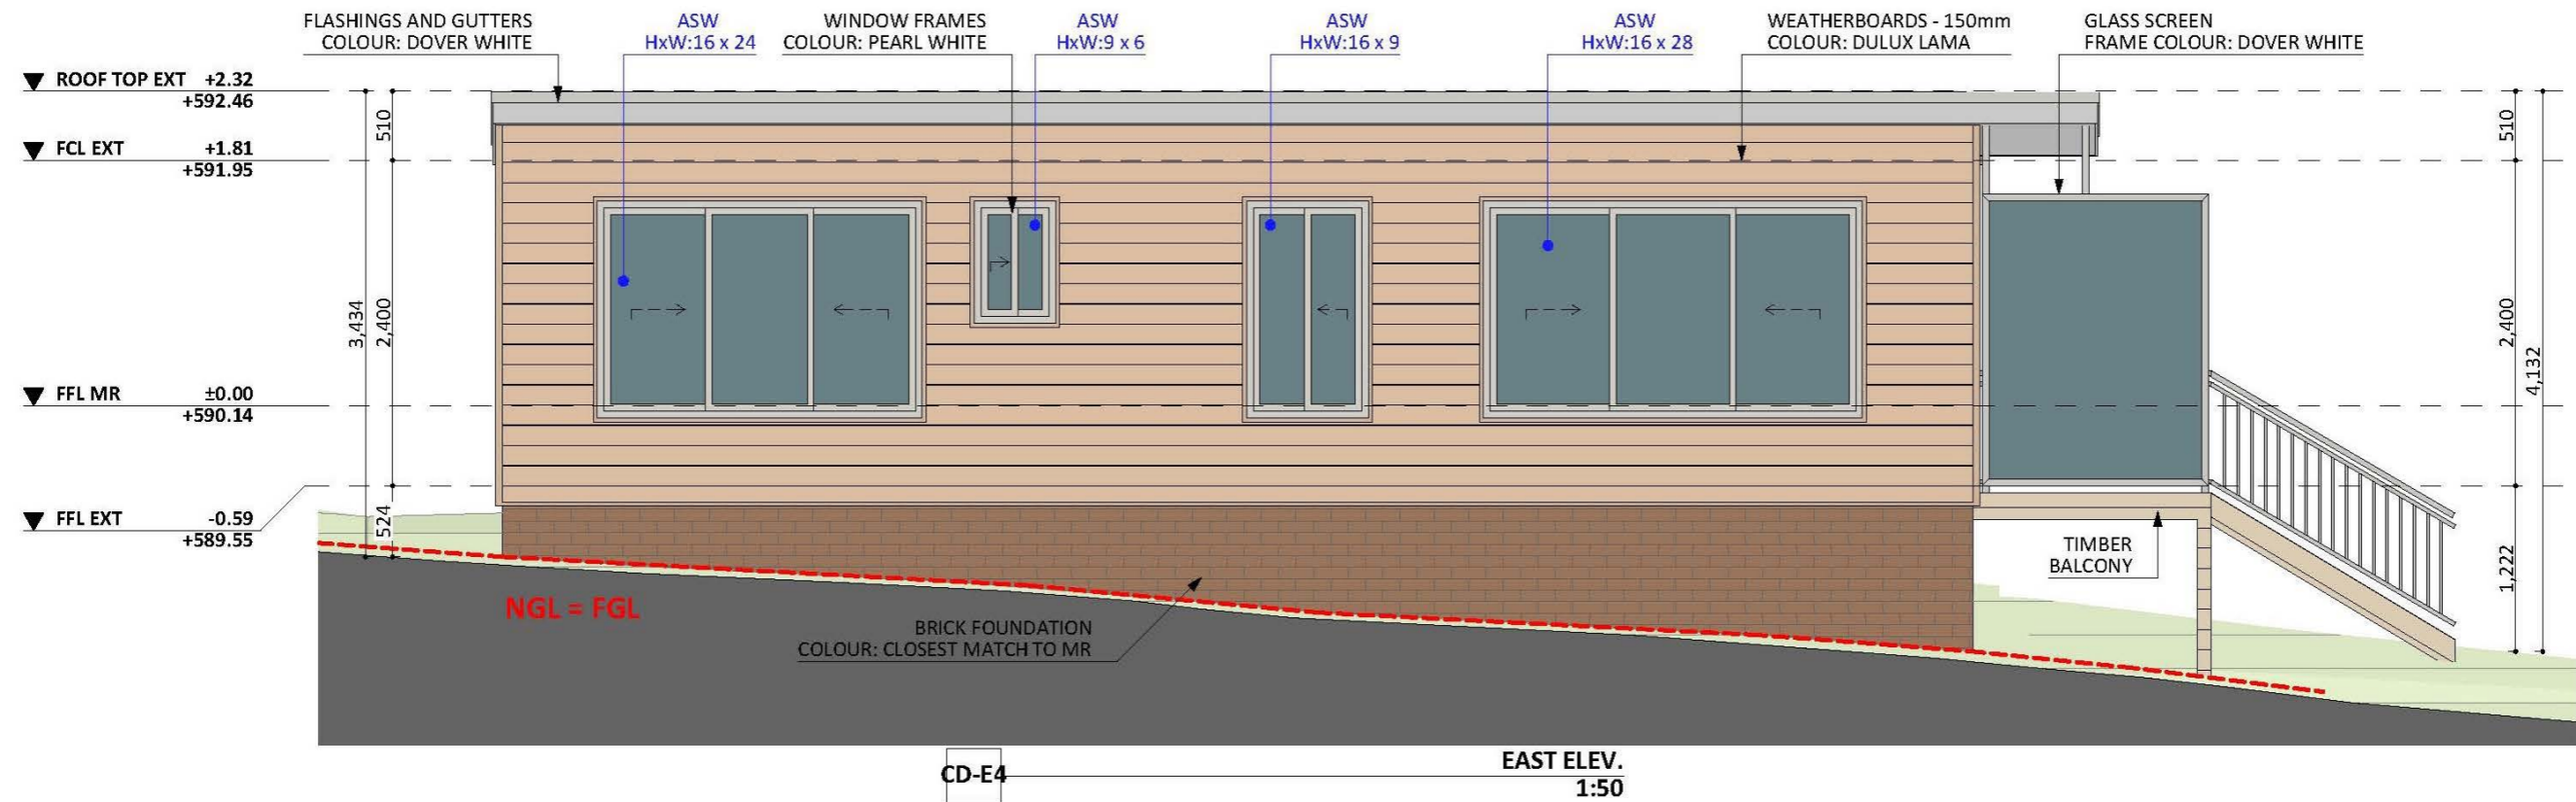 FLASHINGS AND GUTTERS
COLOUR: DOVER WHITE
ASW
HxW:16 x 24
WINDOW FRAMES
COLOUR: PEARL WHITE
ASW
HxW:9 x 6
ASW
HxW:16 x 9
ASW
HxW:16 x 28
WEATHERBOARDS - 150mm
COLOUR: DULUX LAMA
GLASS SCREEN
FRAME COLOUR: DOVER WHITE
ROOF TOP EXT +2.32
+592.46
FCL EXT +1.81
+591.95
FFL MR ±0.00
+590.14
FFL EXT -0.59
+589.55
3,434
510
2,400
524
510
2,400
1,222
4,132
TIMBER
BALCONY
NGL = FGL
BRICK FOUNDATION
COLOUR: CLOSEST MATCH TO MR
CD-E4
EAST ELEV.
1:50